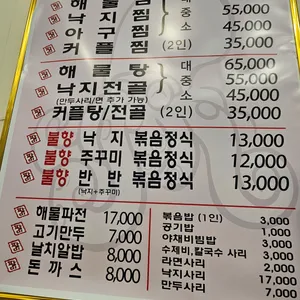 해물찜 대 55,000
낙지찜 중 45,000
아구찜 소 35,000
커플찜 (2인)
해물탕 대 65,000
낙지전골 중 55,000
(만두사리/면 추가 가능) 소 45,000
커플탕/전골 (2인) 35,000
불향 낙지 볶음정식 13,000
불향 주꾸미 볶음정식 12,000
불향 반반 볶음정식 13,000
(낙지+주꾸미)
해물파전 17,000
고기만두 7,000
날치알밥 8,000
돈까스 8,000
볶음밥 (1인) 3,000
공기밥 1,000
야채비빔밥 3,000
수제비,칼국수 사리 3,000
라면사리 2,000
낙지사리 17,000
만두사리 7,000